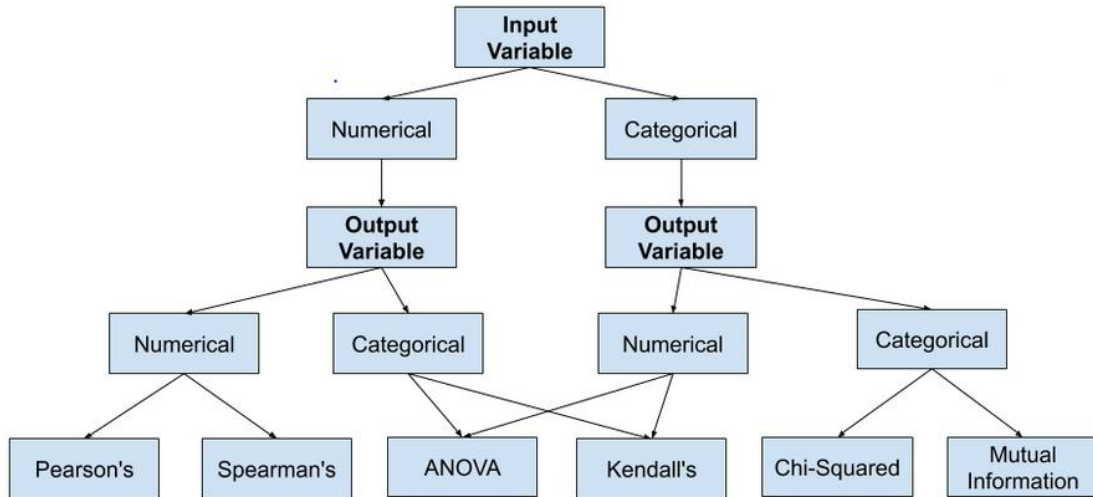 Input
Variable
Numerical
Categorical
Output
Variable
Output
Variable
Numerical
Categorical
Numerical
Categorical
Pearson's
Spearman's
ANOVA
Kendall's
Chi-Squared
Mutual
Information